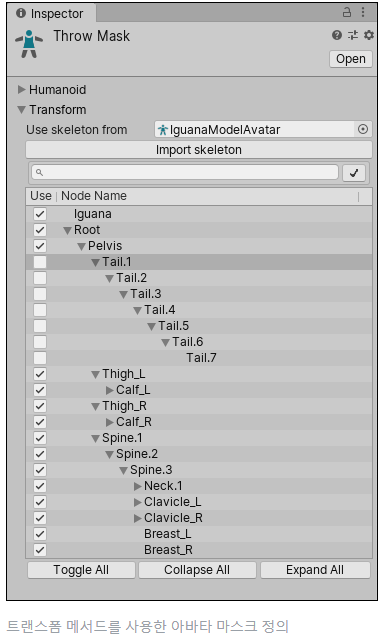 Inspector
Throw Mask
Open
Humanoid
Transform
Use skeleton from IguanaModelAvatar
Import skeleton
Use Node Name
Iguana
Root
Pelvis
Tail.1
Tail.2
Tail.3
Tail.4
Tail.5
Tail.6
Tail.7
Thigh_L
Calf_L
Thigh_R
Calf_R
Spine.1
Spine.2
Spine.3
Neck.1
Clavicle_L
Clavicle_R
Breast_L
Breast_R
Toggle All Collapse All Expand All
트랜스폼 메서드를 사용한 아바타 마스크 정의